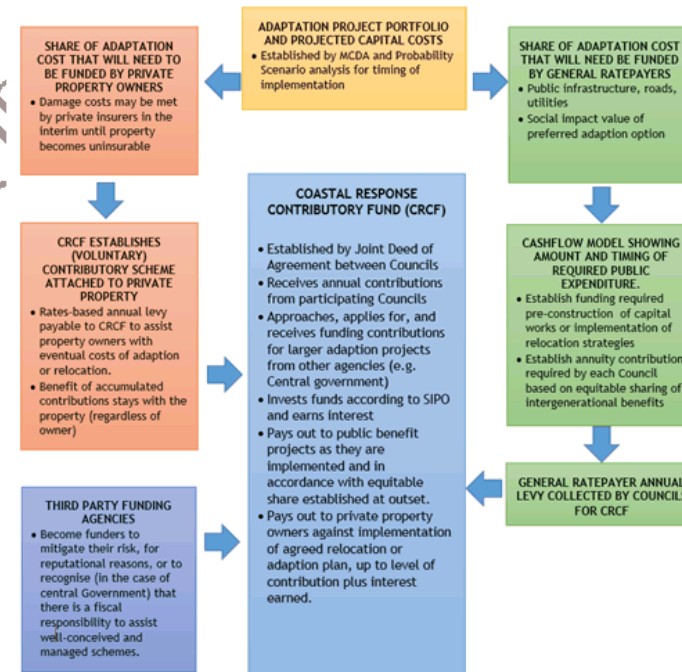 ADAPTATION PROJECT PORTFOLIO
AND PROJECTED CAPITAL COSTS
• Established by MCDA and Probability
Scenario analysis for timing of
implementation
SHARE OF ADAPTATION
COST THAT WILL NEED TO
BE FUNDED BY PRIVATE
PROPERTY OWNERS
• Damage costs may be met
by private insurers in the
interim until property
becomes uninsurable
SHARE OF ADAPTATION COST
THAT WILL NEED BE FUNDED
BY GENERAL RATEPAYERS
• Public infrastructure, roads,
utilities
• Social impact value of
preferred adaption option
CRCF ESTABLISHES
(VOLUNTARY)
CONTRIBUTORY SCHEME
ATTACHED TO PRIVATE
PROPERTY
• Rates-based annual levy
payable to CRCF to assist
property owners with
eventual costs of adaption
or relocation.
• Benefit of accumulated
contributions stays with the
property (regardless of
owner)
COASTAL RESPONSE
CONTRIBUTORY FUND (CRCF)
• Established by Joint Deed of
Agreement between Councils
• Receives annual contributions
from participating Councils
• Approaches, applies for, and
receives funding contributions
for larger adaption projects
from other agencies (e.g.
Central government)
• Invests funds according to SIPO
and earns interest
• Pays out to public benefit
projects as they are
implemented and in
accordance with equitable
share established at outset.
• Pays out to private property
owners against implementation
of agreed relocation or
adaption plan, up to level of
contribution plus interest
earned.
CASHFLOW MODEL SHOWING
AMOUNT AND TIMING OF
REQUIRED PUBLIC
EXPENDITURE.
• Establish funding required
pre-construction of capital
works or implementation of
relocation strategies
• Establish annuity contribution
required by each Council
based on equitable sharing of
intergenerational benefits
THIRD PARTY FUNDING
AGENCIES
• Become funders to
mitigate their risk, for
reputational reasons, or to
recognise (in the case of
central Government) that
there is a fiscal
responsibility to assist
well-conceived and
managed schemes.
GENERAL RATEPAYER ANNUAL
LEVY COLLECTED BY COUNCILS
FOR CRCF